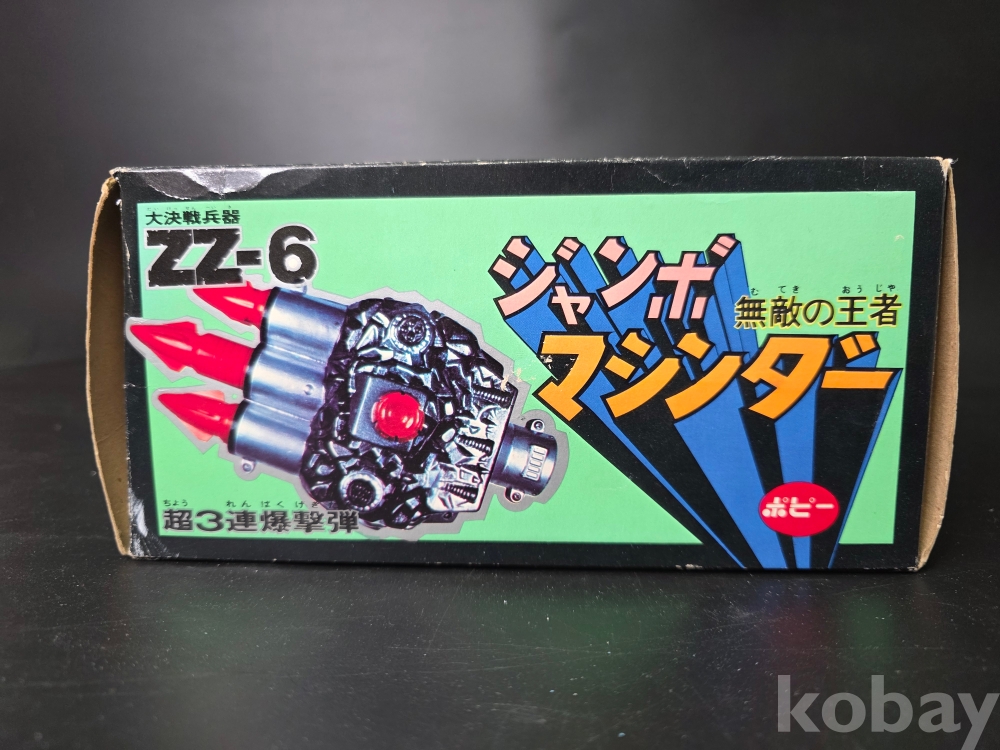 大決戦兵器
ZZ-6
ジャンボ
マシンダー
む てき おう じゃ
無敵の王者
ちょう れんばくげき
超3連爆撃弾
ポピー
kobay